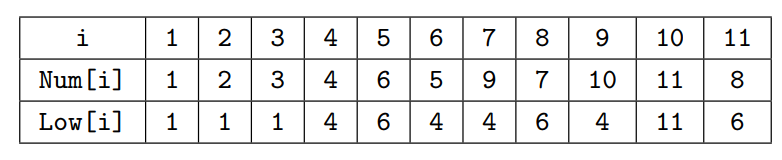 i 1 2 3 4 5 6 7 8 9 10 11
Num[i] 1 2 3 4 6 5 9 7 10 11 8
Low[i] 1 1 1 4 6 4 4 6 4 11 6